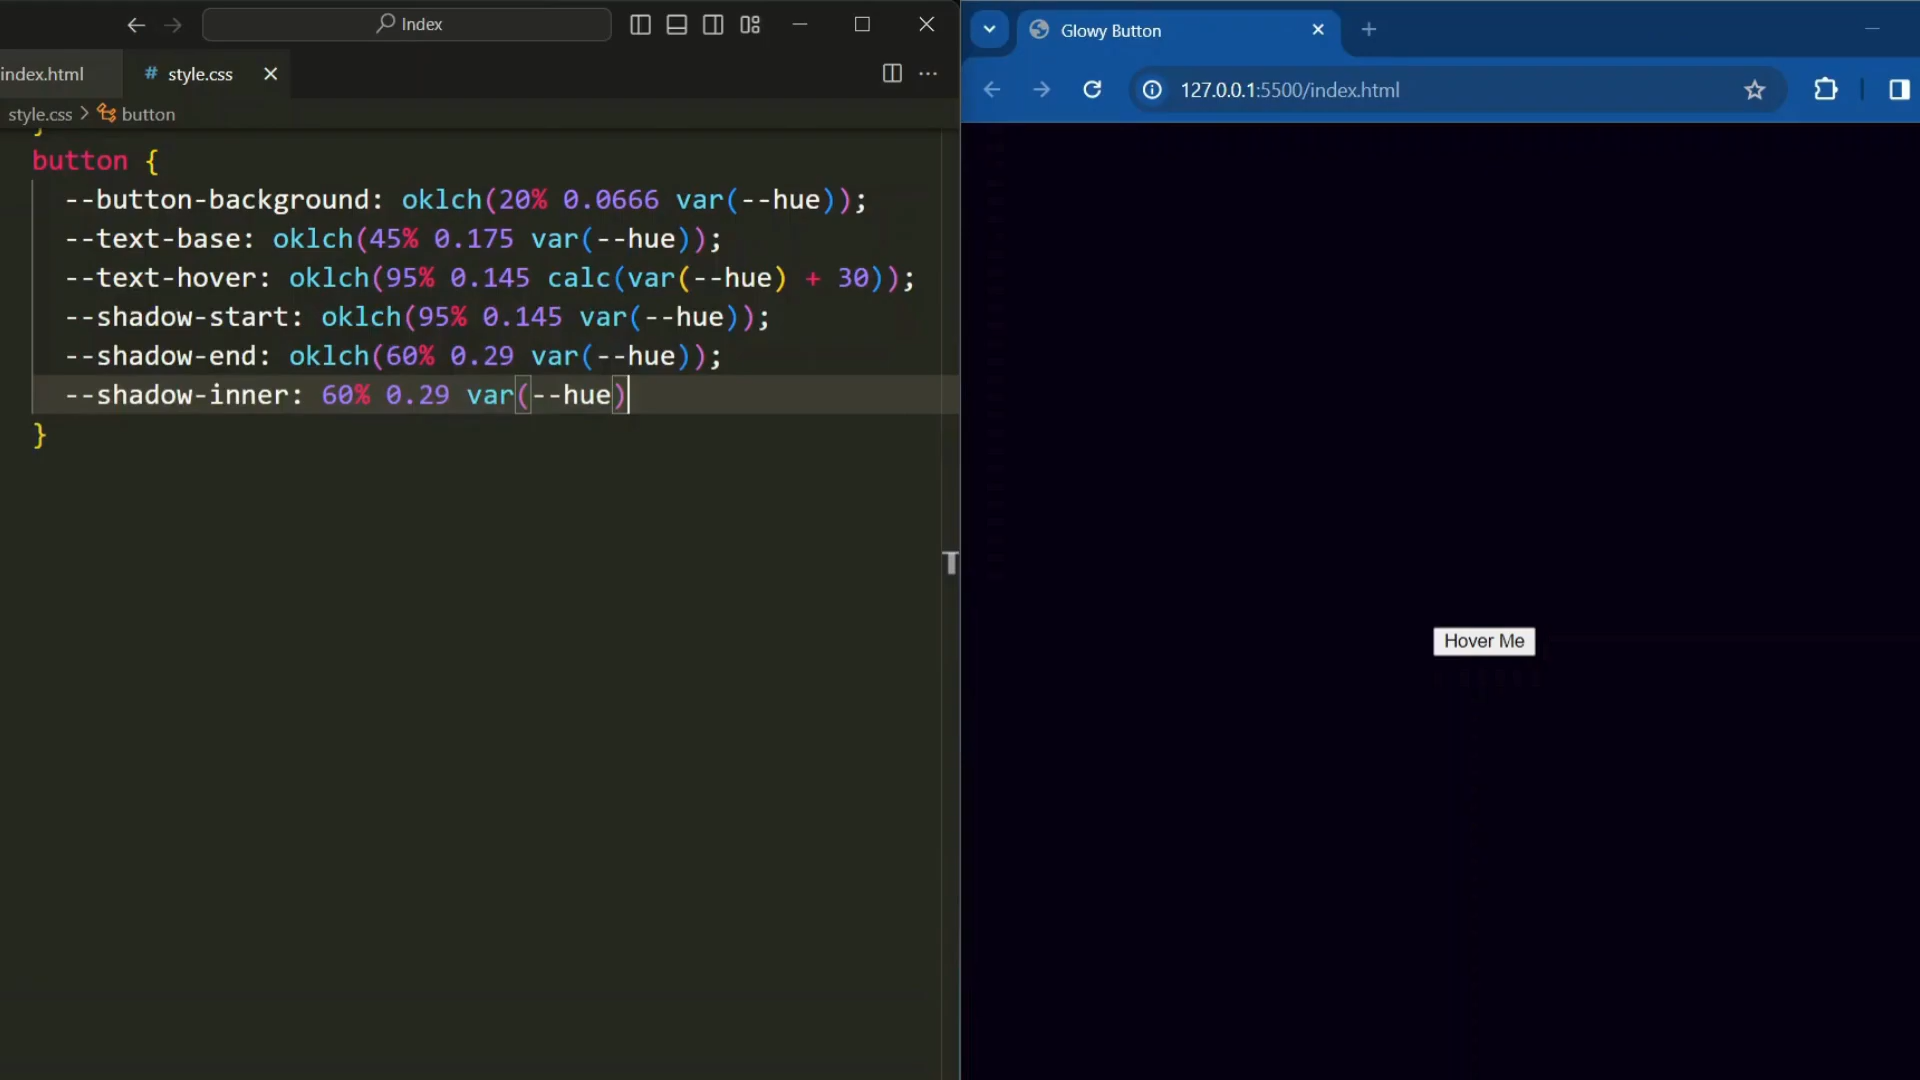 Index
index.html
# style.css
style.css > button
}
button {
--button-background: oklch(20% 0.0666 var(--hue));
--text-base: oklch(45% 0.175 var(--hue));
--text-hover: oklch(95% 0.145 calc(var(--hue) + 30));
--shadow-start: oklch(95% 0.145 var(--hue));
--shadow-end: oklch(60% 0.29 var(--hue));
--shadow-inner: 60% 0.29 var(--hue)
}
Glowy Button
127.0.0.1:5500/index.html
Hover Me